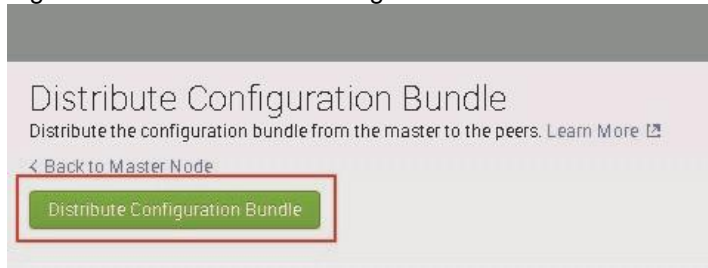 Distribute Configuration Bundle
Distribute the configuration bundle from the master to the peers. Learn More
< Back to Master Node
Distribute Configuration Bundle